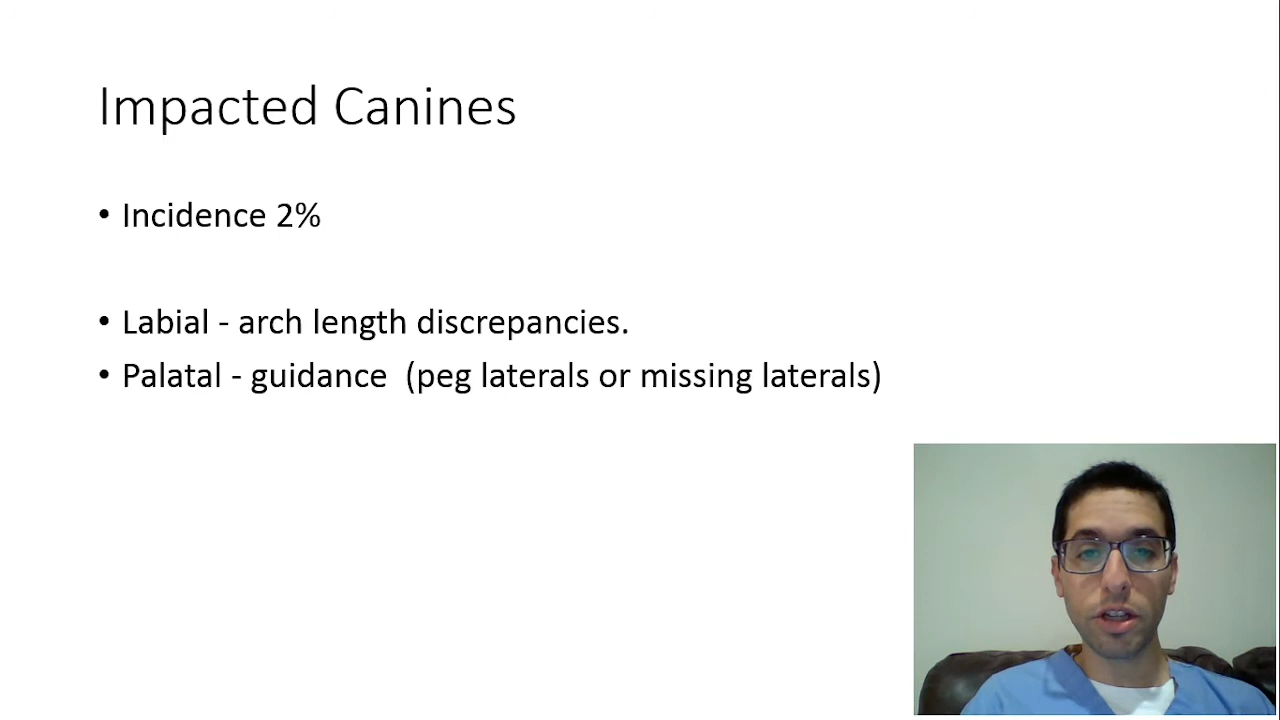 Impacted Canines
• Incidence 2%
• Labial - arch length discrepancies.
• Palatal - guidance  (peg laterals or missing laterals)